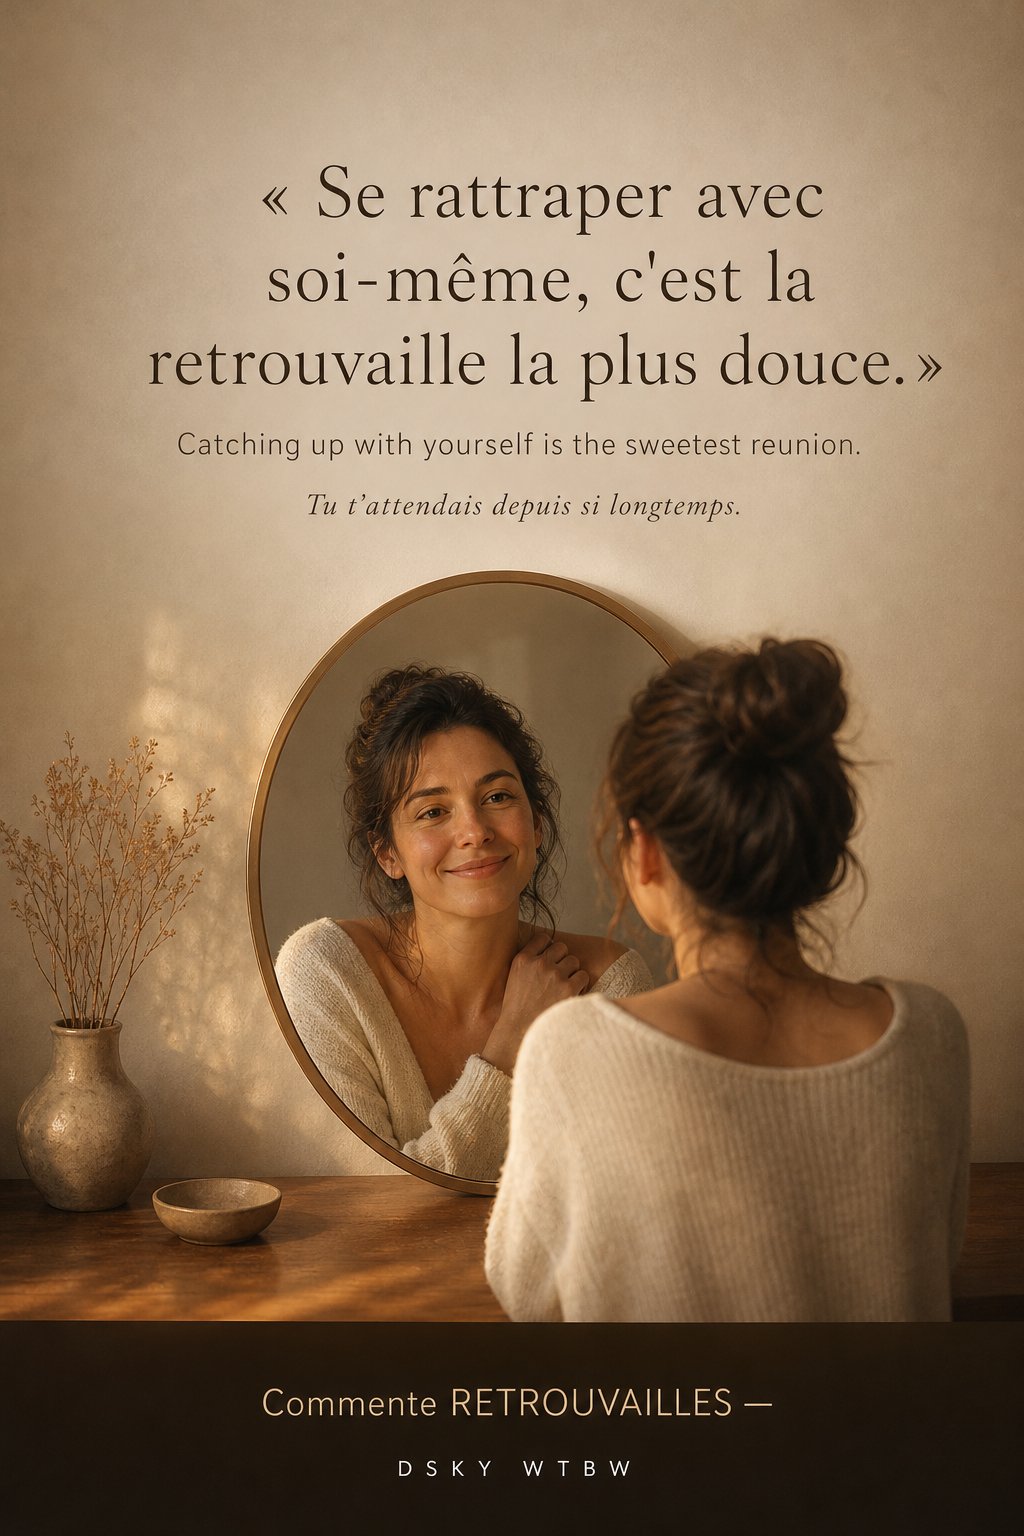 « Se rattraper avec
soi-même, c'est la
retrouvaille la plus douce. »
Catching up with yourself is the sweetest reunion.
Tu t’attendais depuis si longtemps.
Commente RETROUVAILLES —
DSKY WTBW